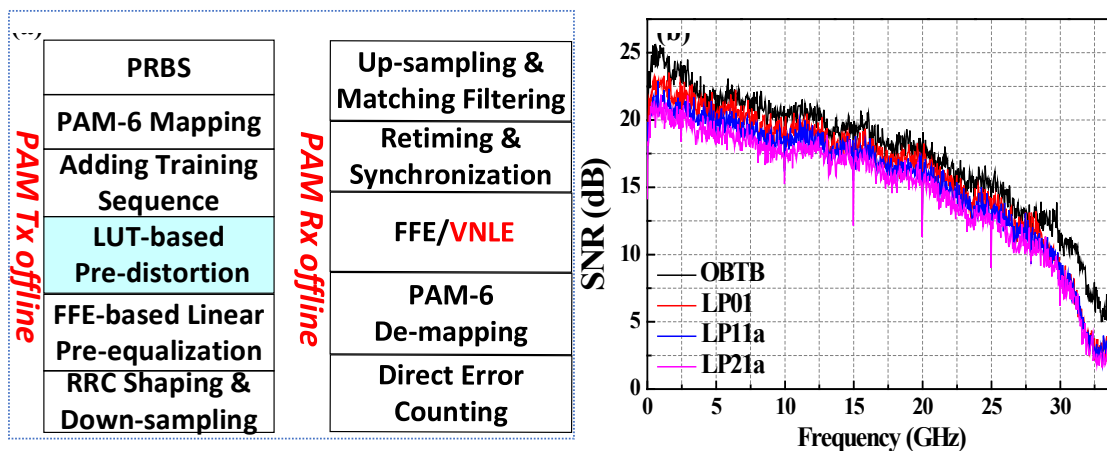 PAM Tx offline
PRBS
PAM-6 Mapping
Adding Training
Sequence
LUT-based
Pre-distortion
FFE-based Linear
Pre-equalization
RRC Shaping &
Down-sampling
PAM Rx offline
Up-sampling &
Matching Filtering
Retiming &
Synchronization
FFE/VNLE
PAM-6
De-mapping
Direct Error
Counting
(b)
SNR (dB)
25
20
15
10
5
0
OBTB
LP01
LP11a
LP21a
0 5 10 15 20 25 30
Frequency (GHz)